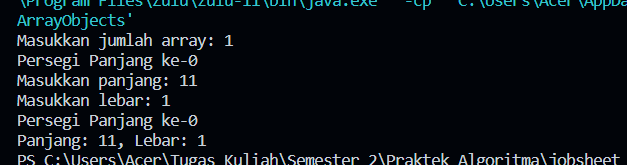 \Program Files\Zulu\zulu-11\bin\java.exe' '-cp' 'C:\Users\Acer\AppDa
ArrayObjects'
Masukkan jumlah array: 1
Persegi Panjang ke-0
Masukkan panjang: 11
Masukkan lebar: 1
Persegi Panjang ke-0
Panjang: 11, Lebar: 1
PS C:\Users\Acer\Tugas Kuliah\Semester 2\Praktek Algoritma\jobsheet